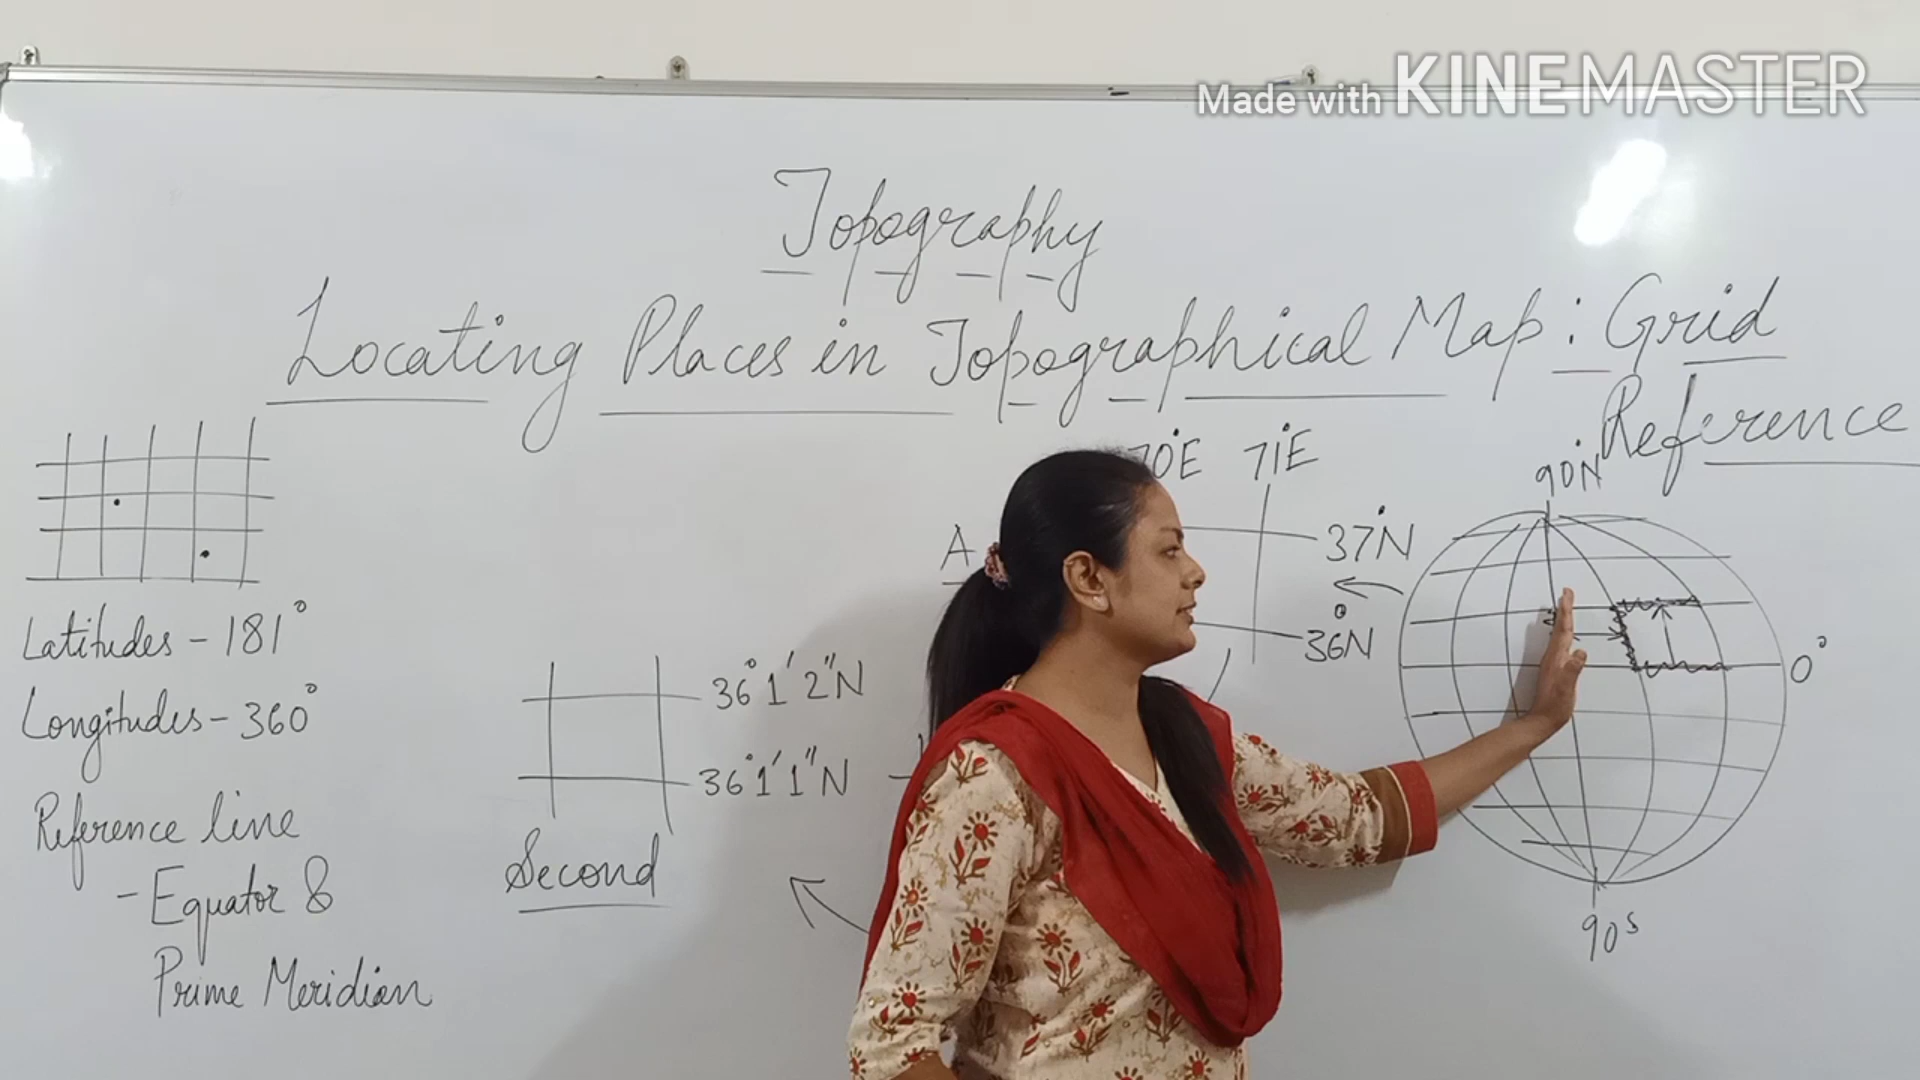 Made with KINEMASTER
Topography
Locating Places in Topographical Map : Grid
Reference
70°E 71°E
90°N
A
37°N
36°N
0°
Latitudes - 181°
Longitudes - 360°
Reference line
- Equator &
Prime Meridian
36°1'2"N
36°1'1"N
Second
90 S